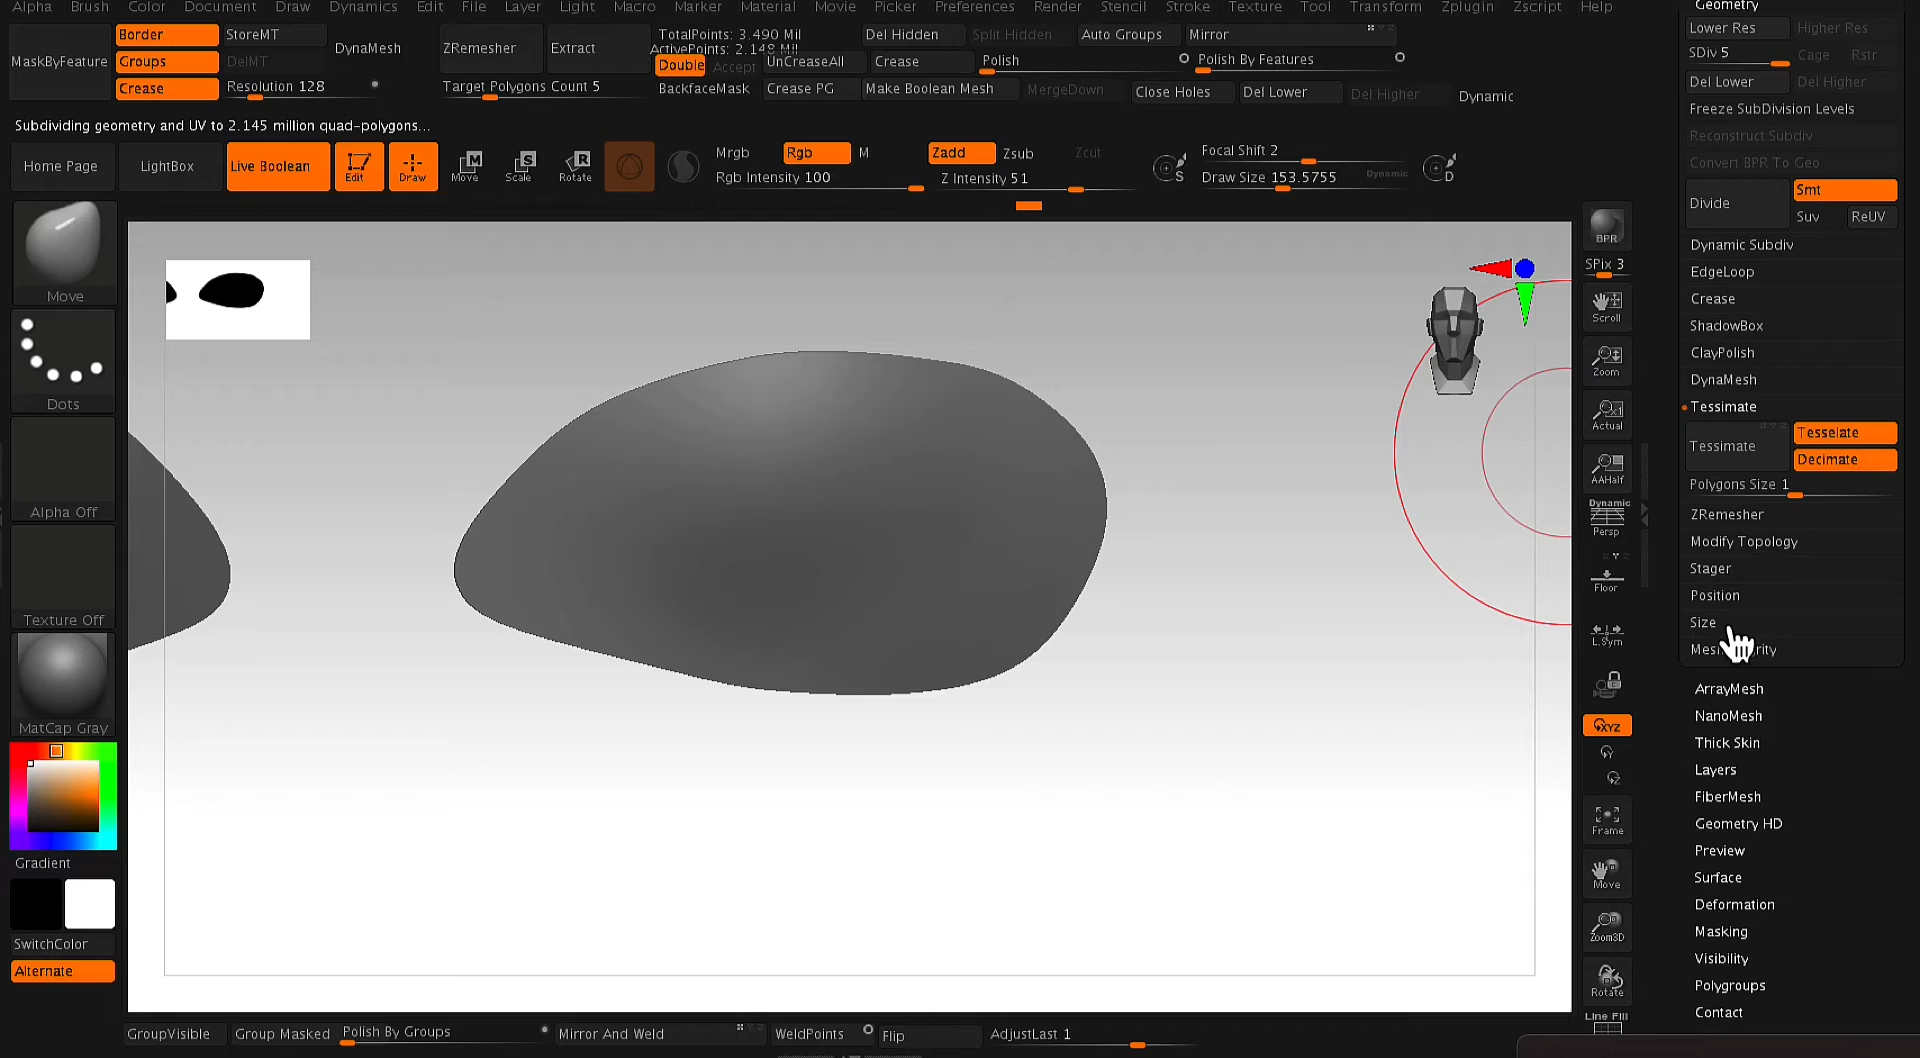 Alpha Brush Color Document Draw Dynamics Edit File Layer Light Macro Marker Material Movie Picker Preferences Render Stencil Stroke Texture Tool Transform Zplugin Zscript Help
MaskByFeature
Border
Groups
Crease
StoreMT
DelMT
Resolution 128
DynaMesh
ZRemesher
Extract
Target Polygons Count 5
TotalPoints: 3.490 Mil
ActivePoints: 2.148 Mil
Double
Accept
BackfaceMask
UnCreaseAll
Crease PG
Del Hidden
Split Hidden
Crease
Make Boolean Mesh
Polish
MergeDown
Auto Groups
Mirror
Polish By Features
Close Holes
Del Lower
Del Higher
Dynamic
Subdividing geometry and UV to 2.145 million quad-polygons...
Home Page
LightBox
Live Boolean
Edit
Draw
M
Move
S
Scale
R
Rotate
Mrgb
Rgb
M
Rgb Intensity 100
Zadd
Zsub
Zcut
Z Intensity 51
S
Focal Shift 2
Draw Size 153.5755
Dynamic
D
Move
Dots
Alpha Off
Texture Off
MatCap Gray
Gradient
SwitchColor
Alternate
BPR
SPix 3
Scroll
Zoom
Actual
AAHalf
Dynamic
Persp
Floor
L.Sym
XYZ
Y
Z
Frame
Move
Zoom3D
Rotate
Line Fill
Geometry
Lower Res
Higher Res
SDiv 5
Cage
Rstr
Del Lower
Del Higher
Freeze SubDivision Levels
Reconstruct Subdiv
Convert BPR To Geo
Divide
Smt
Suv
ReUV
Dynamic Subdiv
EdgeLoop
Crease
ShadowBox
ClayPolish
DynaMesh
Tessimate
Tessimate
Tesselate
Decimate
Polygons Size 1
ZRemesher
Modify Topology
Stager
Position
Size
ArrayMesh
NanoMesh
Thick Skin
Layers
FiberMesh
Geometry HD
Preview
Surface
Deformation
Masking
Visibility
Polygroups
Contact
GroupVisible
Group Masked
Polish By Groups
Mirror And Weld
WeldPoints
Flip
AdjustLast 1